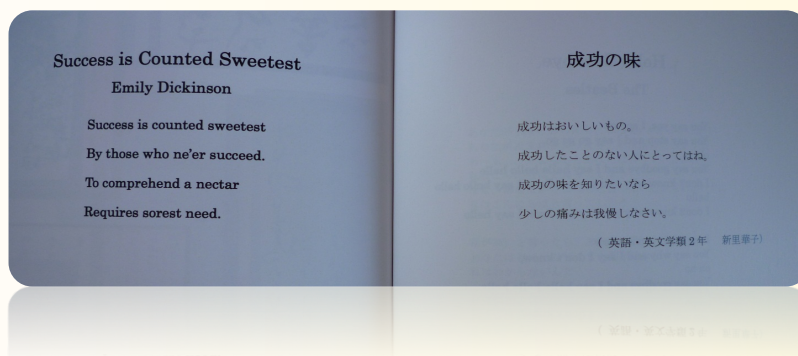 Success is Counted Sweetest
Emily Dickinson
Success is counted sweetest
By those who ne'er succeed.
To comprehend a nectar
Requires sorest need.
成功の味
成功はおいしいもの。
成功したことのない人にとってはね。
成功の味を知りたいなら
少しの痛みは我慢しなさい。
( 英語・英文学類2年 新里華子)